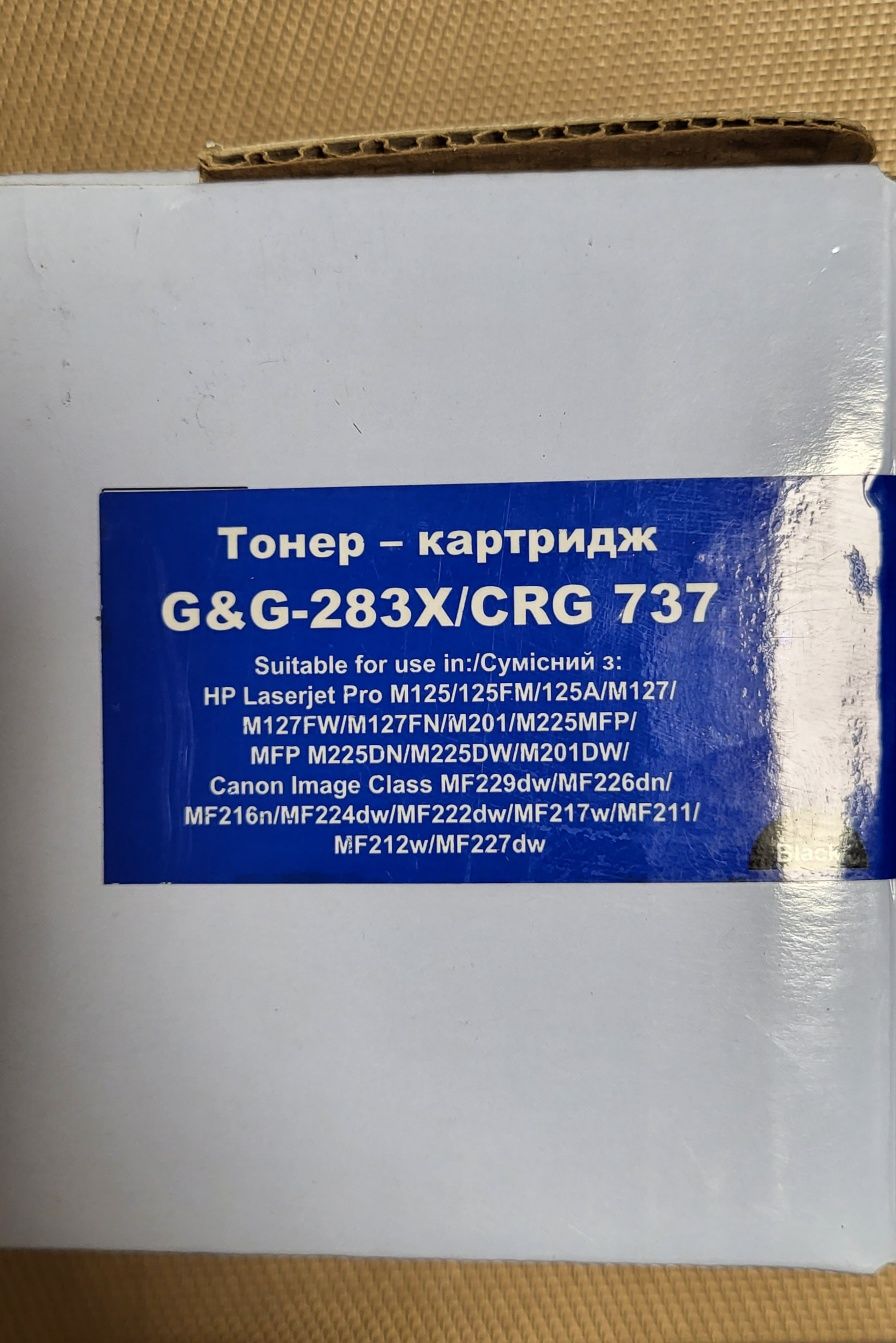 Тонер – картридж
G&G-283X/CRG 737
Suitable for use in:/Сумісний з:
HP Laserjet Pro M125/125FM/125A/M127/
M127FW/M127FN/M201/M225MFP/
MFP M225DN/M225DW/M201DW/
Canon Image Class MF229dw/MF226dn/
MF216n/MF224dw/MF222dw/MF217w/MF211/
MF212w/MF227dw
Black